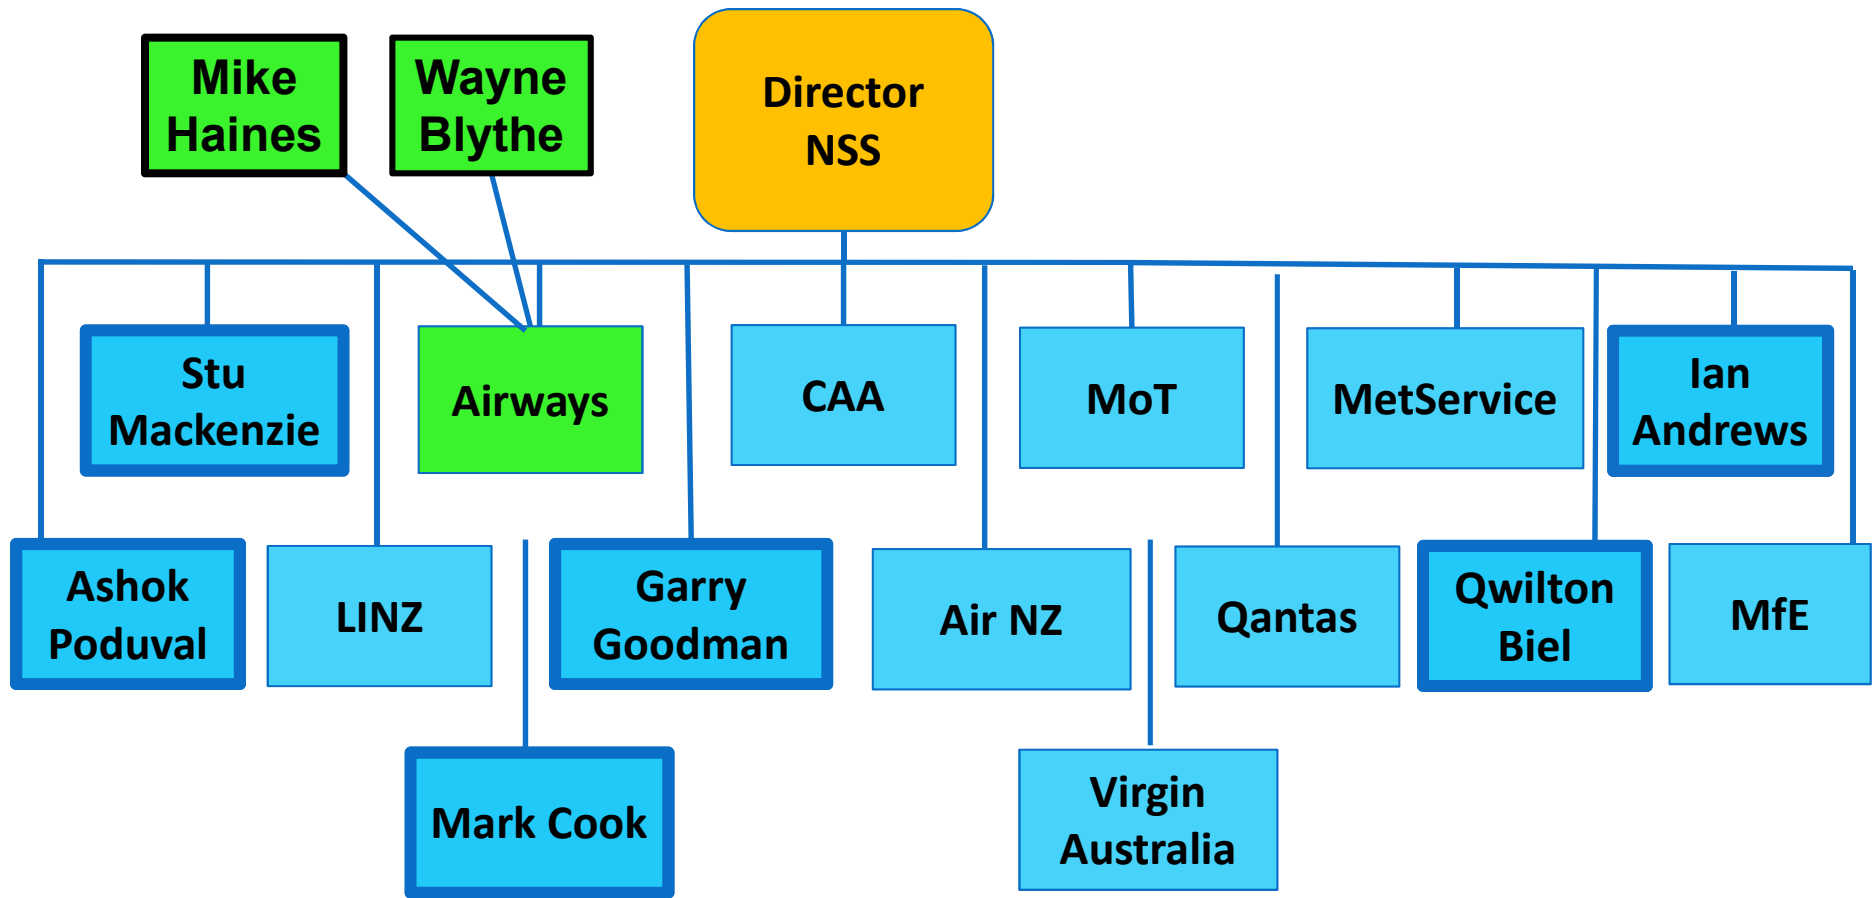 Mike
Haines
Wayne
Blythe
Director
NSS
Stu
Mackenzie
Airways
CAA
MoT
MetService
Ian
Andrews
Ashok
Poduval
LINZ
Garry
Goodman
Air NZ
Qantas
Qwilton
Biel
MfE
Mark Cook
Virgin
Australia